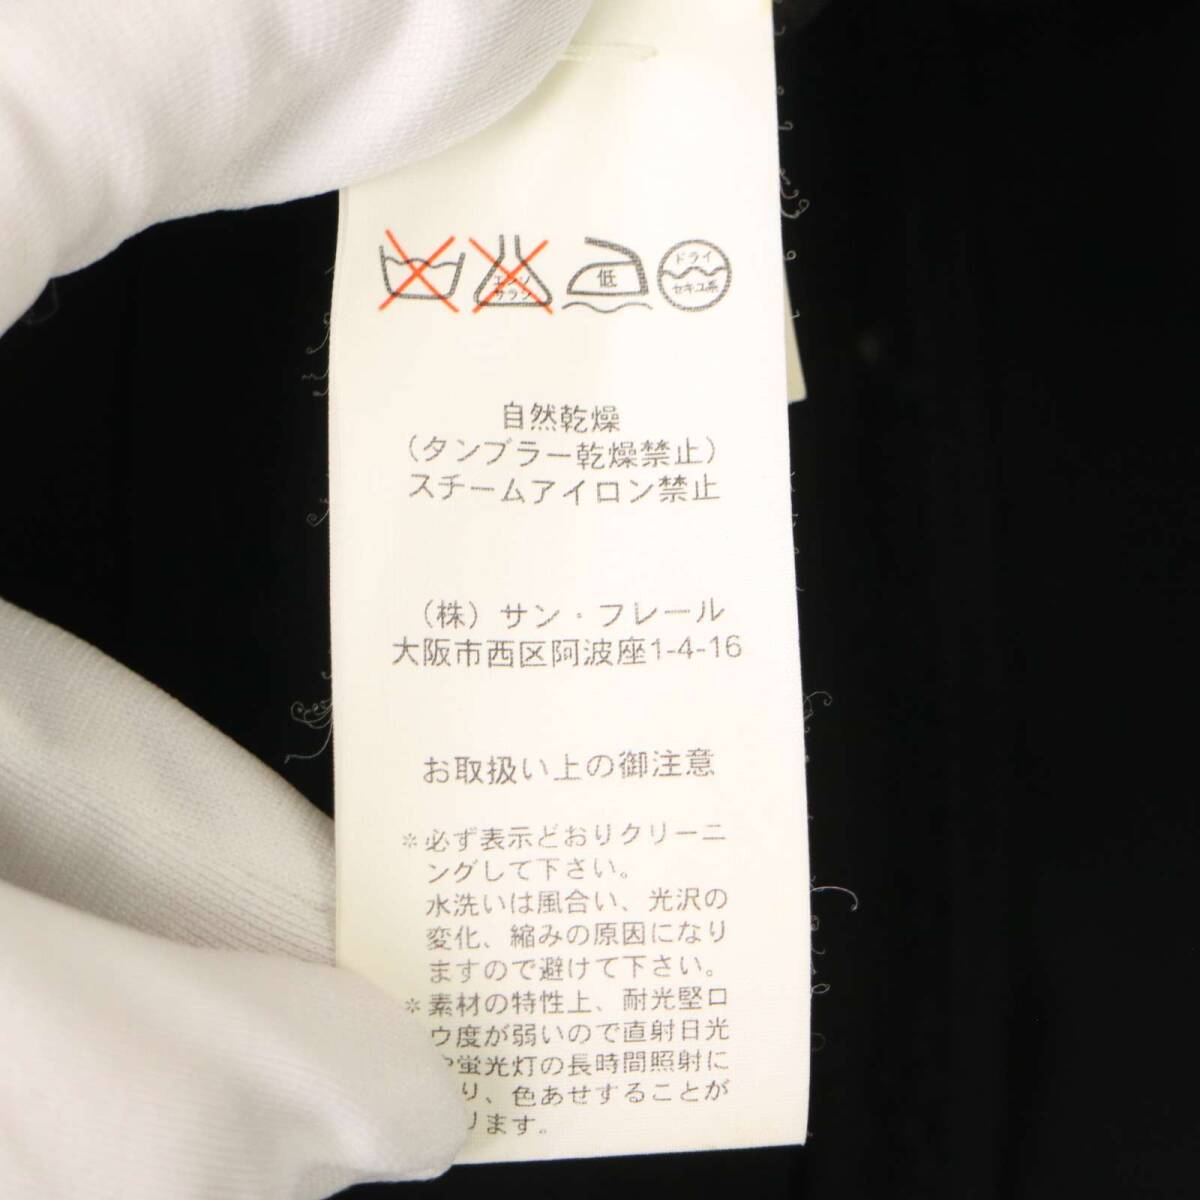 エンソ
サラシ
低
ドライ
セキユ系
自然乾燥
(タンブラー乾燥禁止)
スチームアイロン禁止
(株)サン・フレール
大阪市西区阿波座1-4-16
お取扱い上の御注意
*必ず表示どおりクリーニ
ングして下さい。
水洗いは風合い、光沢の
変化、縮みの原因になり
ますので避けて下さい。
*素材の特性上、耐光堅ロ
ウ度が弱いので直射日光
蛍光灯の長時間照射に
り、色あせすることが
ります。